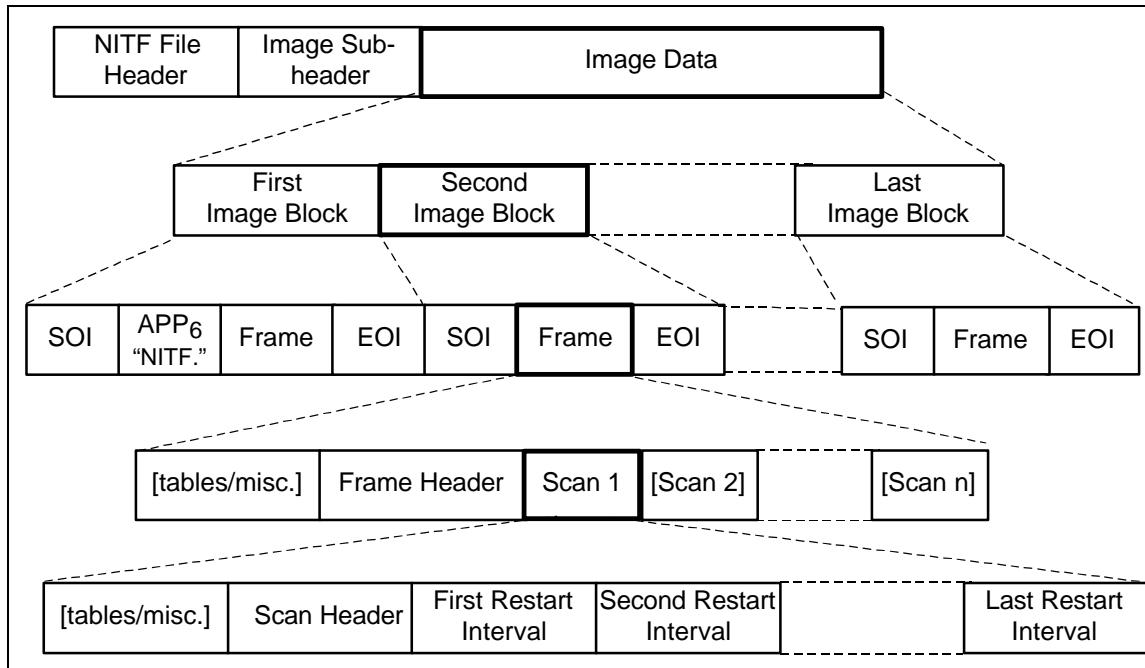 NITF File
Header
Image Sub-
header
Image Data
First
Image Block
Second
Image Block
Last
Image Block
SOI
APP6
“NITF.”
Frame
EOI
SOI
Frame
EOI
SOI
Frame
EOI
[tables/misc.]
Frame Header
Scan 1
[Scan 2]
[Scan n]
[tables/misc.]
Scan Header
First Restart
Interval
Second Restart
Interval
Last Restart
Interval